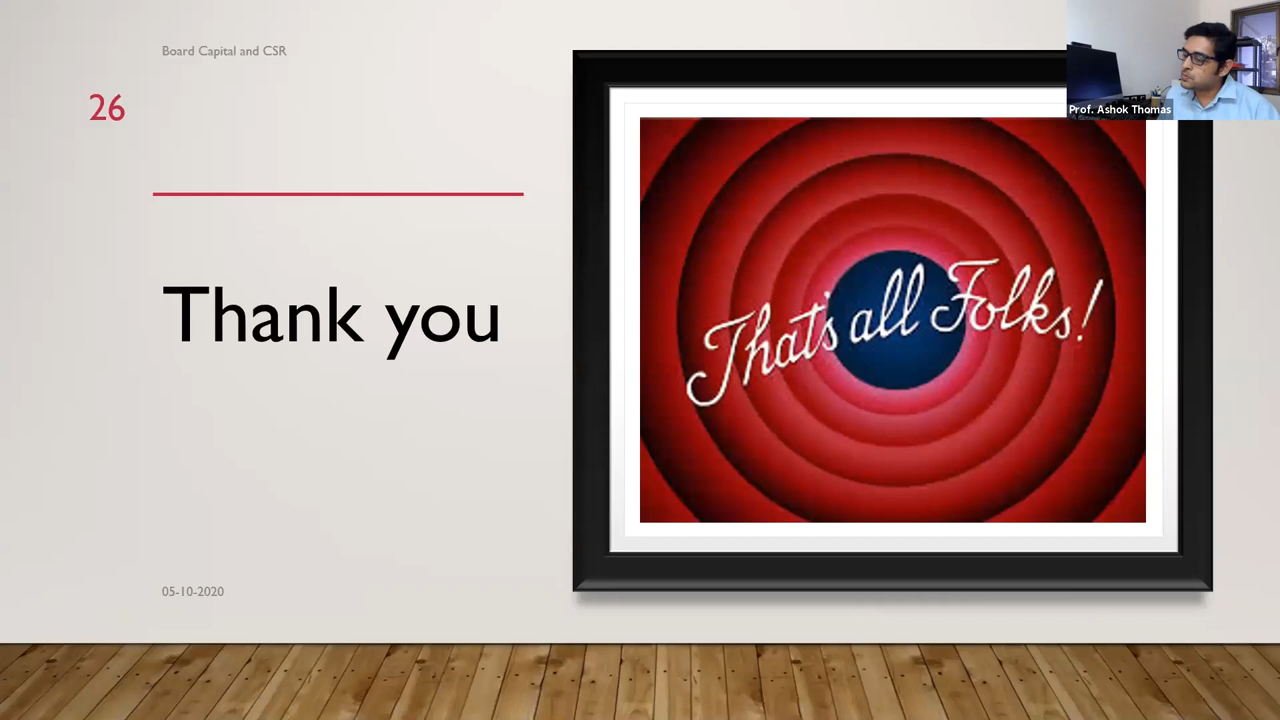 Board Capital and CSR
26
Thank you
That's all Folks!
05-10-2020
Prof. Ashok Thomas